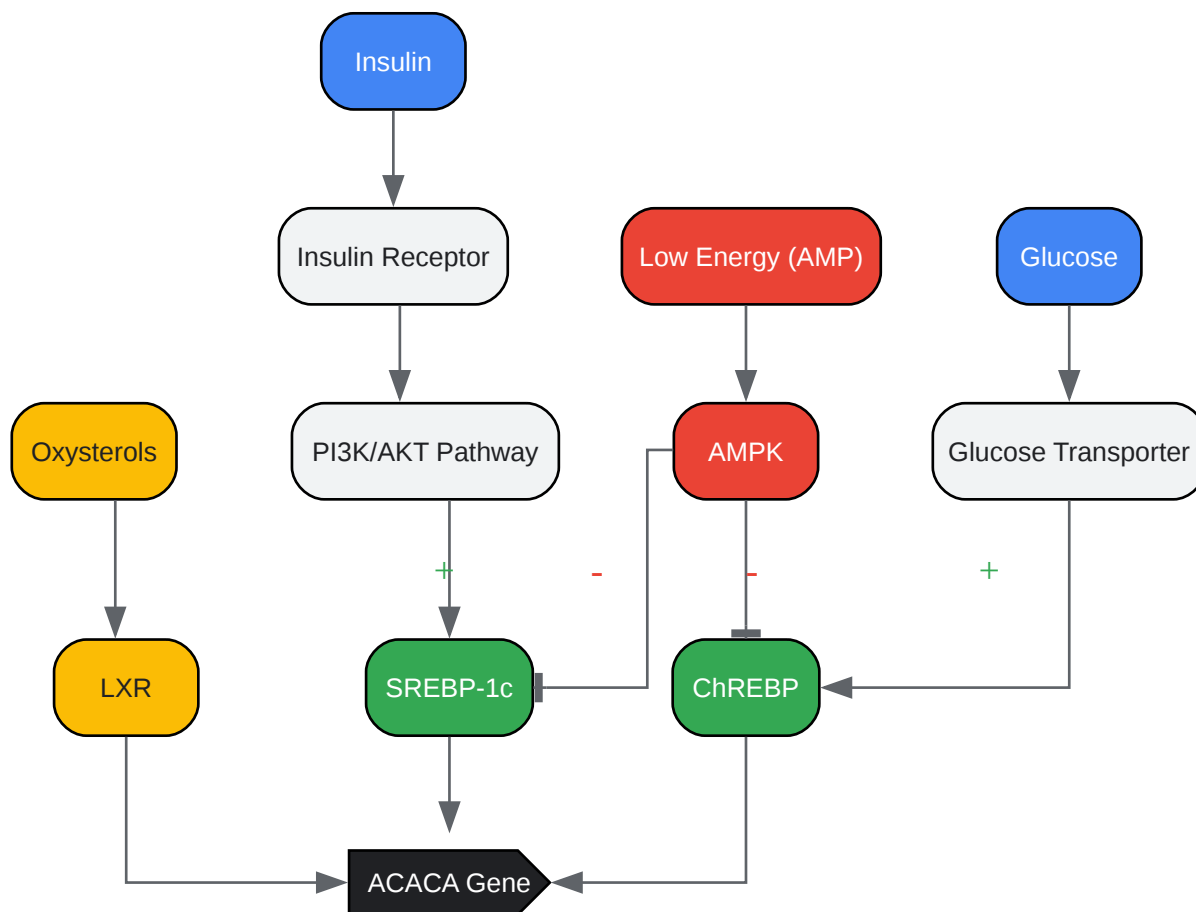 Insulin
Insulin Receptor
Low Energy (AMP)
Glucose
Oxysterols
PI3K/AKT Pathway
AMPK
Glucose Transporter
+
-
-
+
LXR
SREBP-1c
ChREBP
ACACA Gene